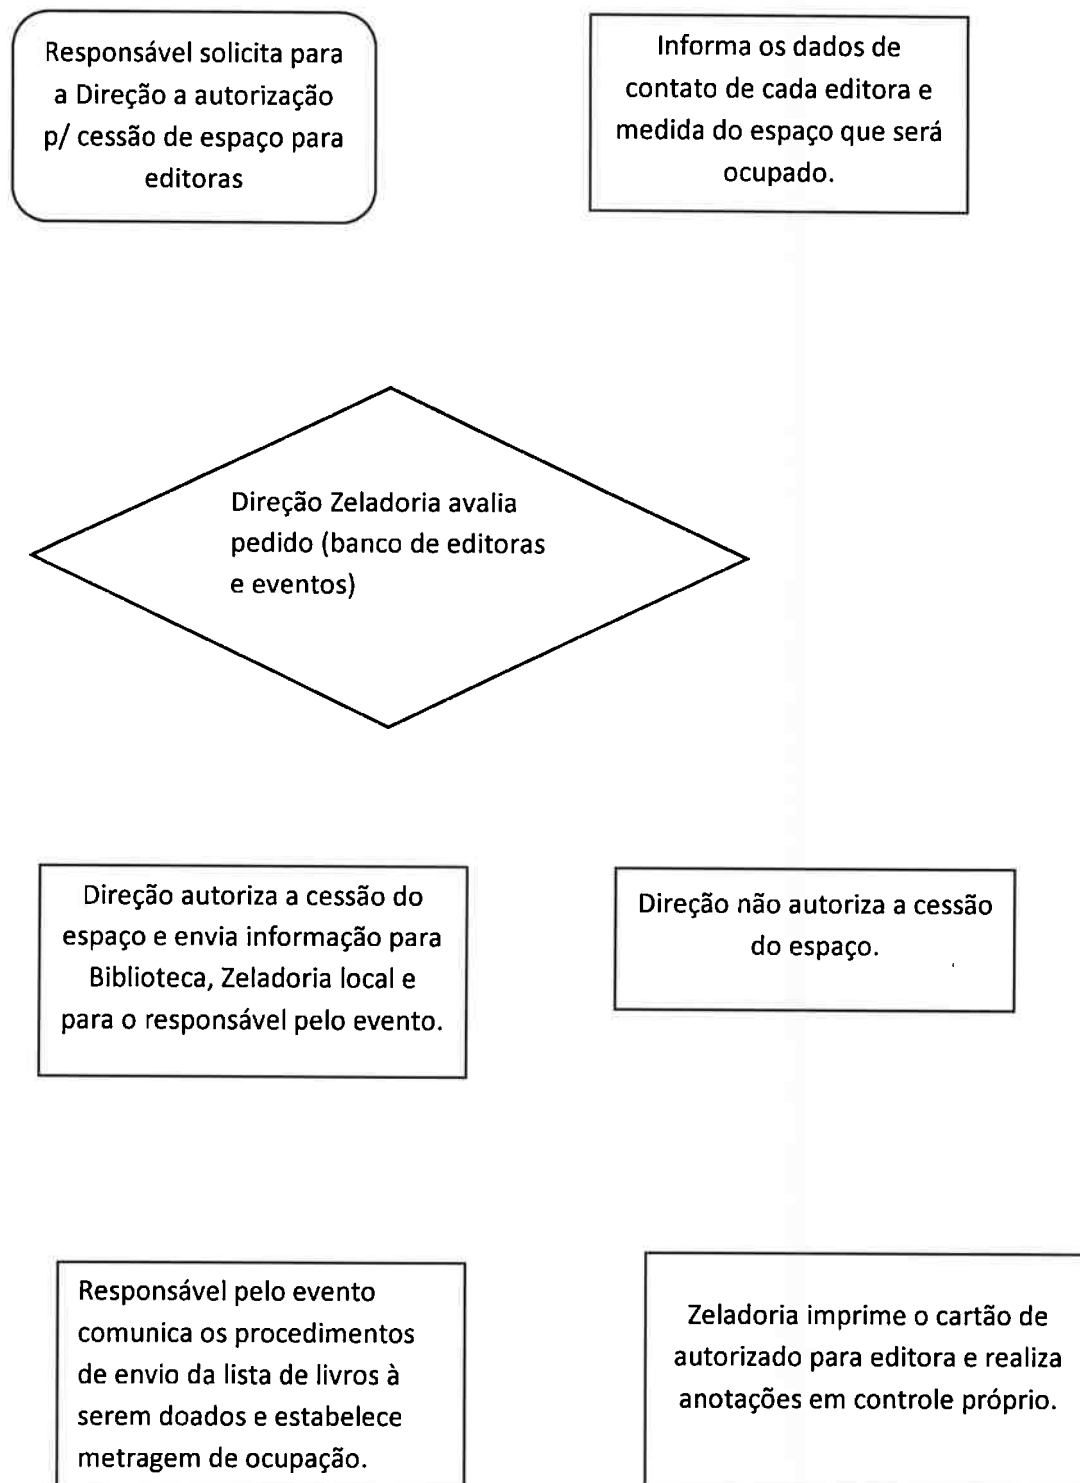 Responsável solicita para
a Direção a autorização
p/ cessão de espaço para
editoras
Informa os dados de
contato de cada editora e
medida do espaço que será
ocupado.
Direção Zeladoria avalia
pedido (banco de editoras
e eventos)
Direção autoriza a cessão do
espaço e envia informação para
Biblioteca, Zeladoria local e
para o responsável pelo evento.
Direção não autoriza a cessão
do espaço.
Responsável pelo evento
comunica os procedimentos
de envio da lista de livros à
serem doados e estabelece
metragem de ocupação.
Zeladoria imprime o cartão de
autorizado para editora e realiza
anotações em controle próprio.